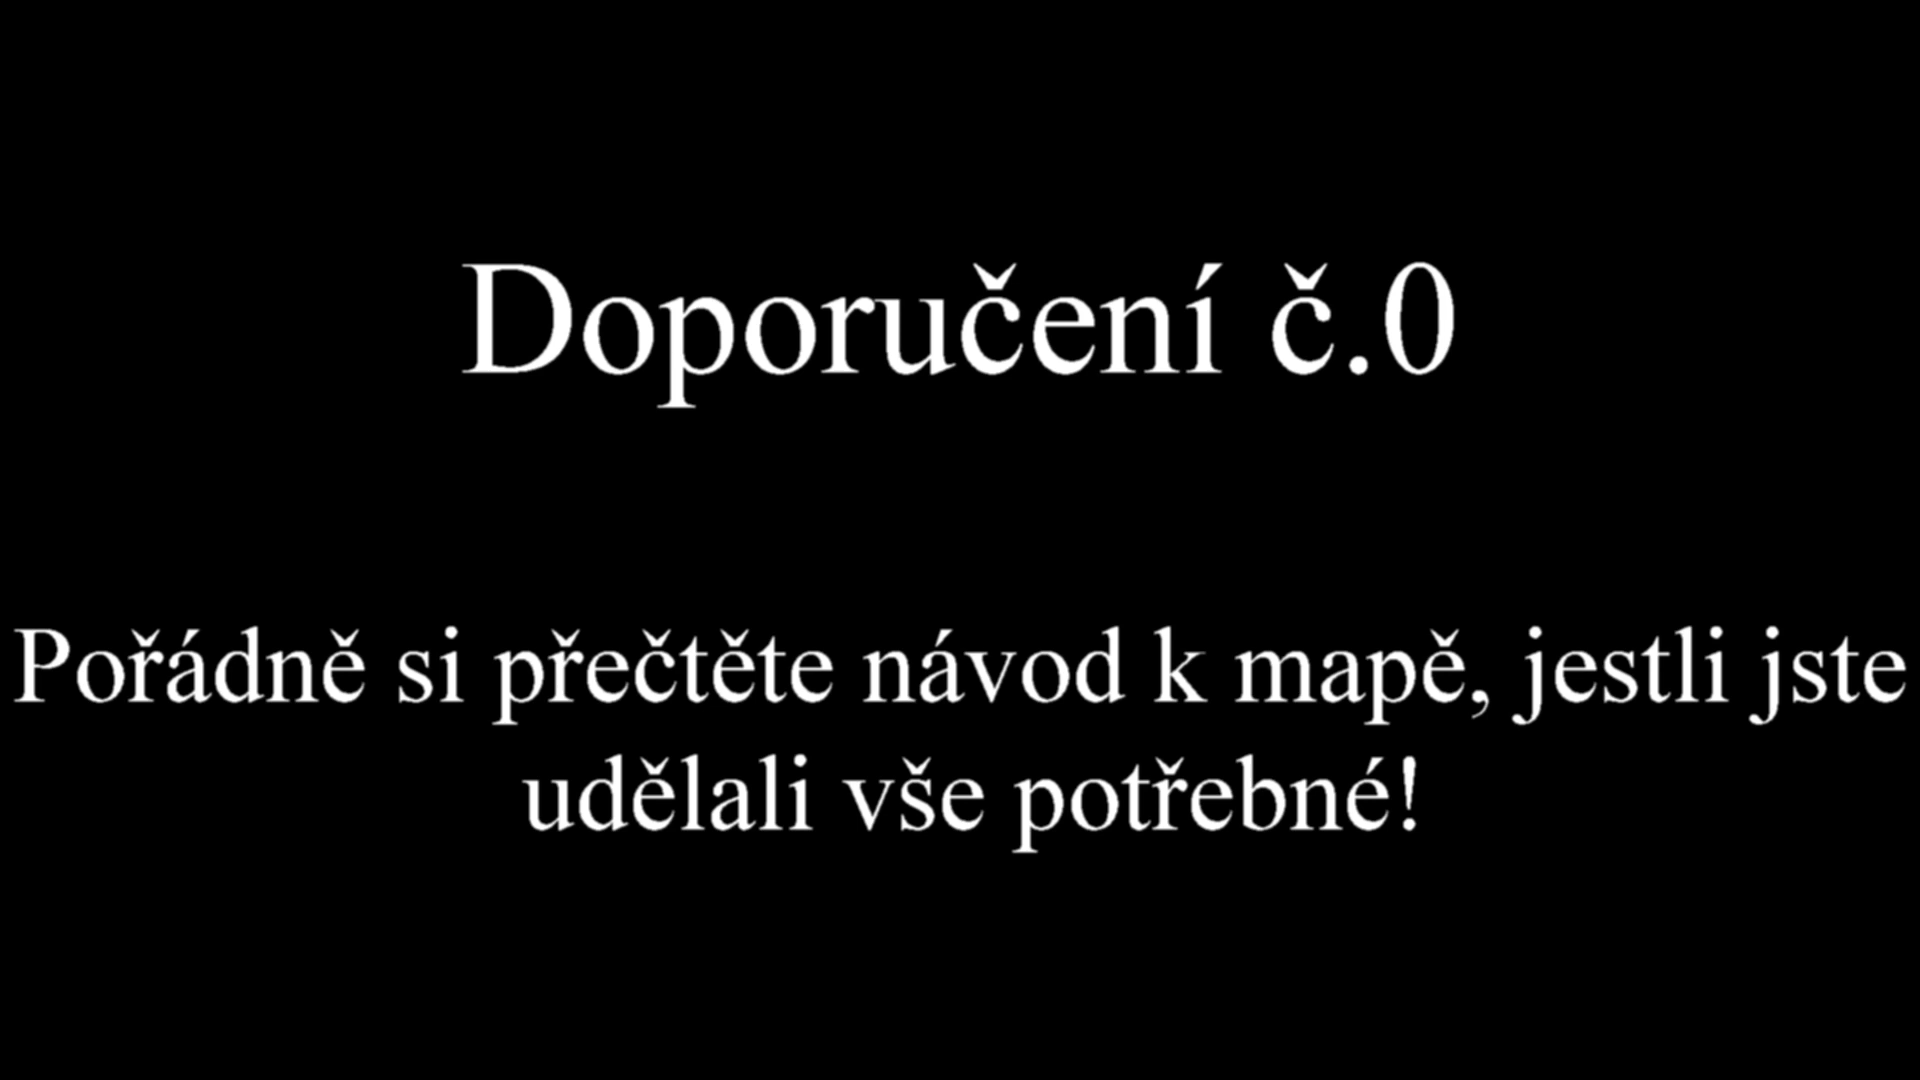 Doporučení č.0
Pořádně si přečtěte návod k mapě, jestli jste
udělali vše potřebné!